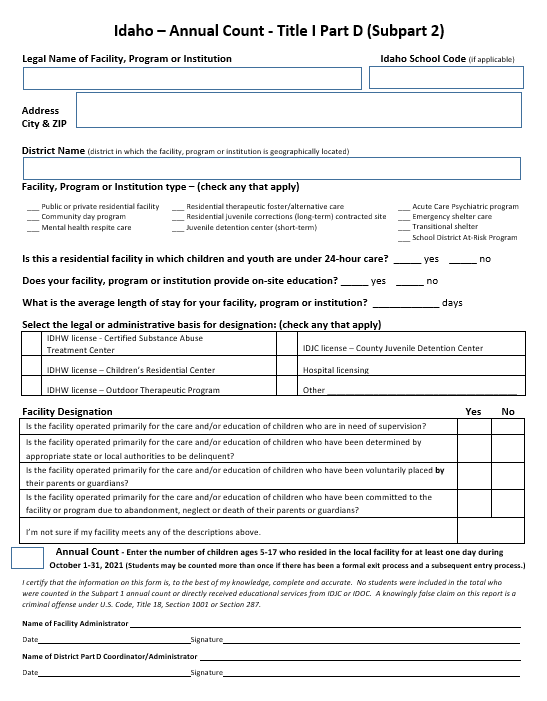 Idaho – Annual Count - Title I Part D (Subpart 2)
Legal Name of Facility, Program or Institution Idaho School Code (if applicable)
Address
City & ZIP
District Name (district in which the facility, program or institution is geographically located)
Facility, Program or Institution type – (check any that apply)
___ Public or private residential facility ___ Residential therapeutic foster/alternative care ___ Acute Care Psychiatric program
___ Community day program ___ Residential juvenile corrections (long-term) contracted site ___ Emergency shelter care
___ Mental health respite care ___ Juvenile detention center (short-term) ___ Transitional shelter
___ School District At-Risk Program
Is this a residential facility in which children and youth are under 24-hour care? _____ yes _____ no
Does your facility, program or institution provide on-site education? _____ yes _____ no
What is the average length of stay for your facility, program or institution? ____________ days
Select the legal or administrative basis for designation: (check any that apply)
IDHW license - Certified Substance Abuse
Treatment Center
IDJC license – County Juvenile Detention Center
IDHW license – Children's Residential Center Hospital licensing
IDHW license – Outdoor Therapeutic Program Other ______________________________
Facility Designation Yes No
Is the facility operated primarily for the care and/or education of children who are in need of supervision?
Is the facility operated primarily for the care and/or education of children who have been determined by
appropriate state or local authorities to be delinquent?
Is the facility operated primarily for the care and/or education of children who have been voluntarily placed by
their parents or guardians?
Is the facility operated primarily for the care and/or education of children who have been committed to the
facility or program due to abandonment, neglect or death of their parents or guardians?
I'm not sure if my facility meets any of the descriptions above.
Annual Count - Enter the number of children ages 5-17 who resided in the local facility for at least one day during
October 1-31, 2021 (Students may be counted more than once if there has been a formal exit process and a subsequent entry process.)
I certify that the information on this form is, to the best of my knowledge, complete and accurate. No students were included in the total who
were counted in the Subpart 1 annual count or directly received educational services from IDJC or IDOC. A knowingly false claim on this report is a
criminal offense under U.S. Code, Title 18, Section 1001 or Section 287.
Name of Facility Administrator
Date Signature
Name of District Part D Coordinator/Administrator
Date Signature